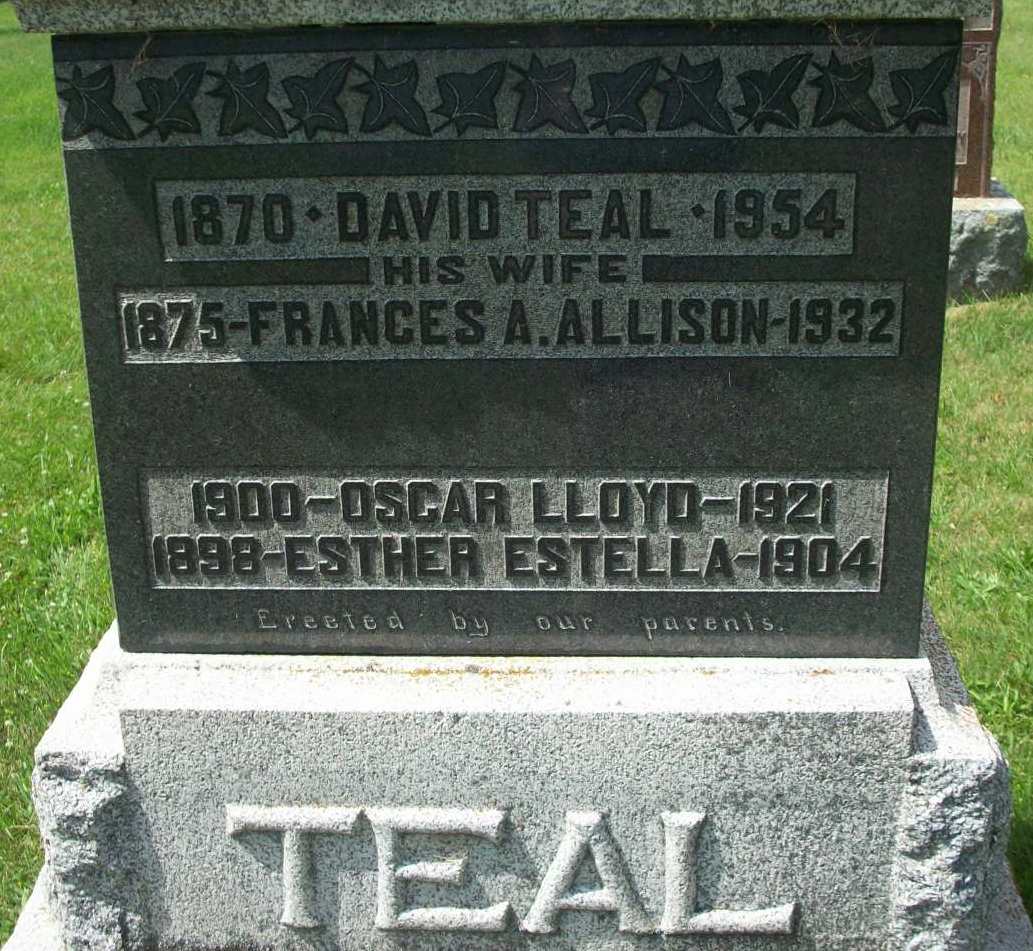 1870 · DAVID TEAL · 1954
HIS WIFE
1875-FRANCES A. ALLISON-1932
1900-OSCAR LLOYD-1921
1898-ESTHER ESTELLA-1904
Erected by our parents.
TEAL